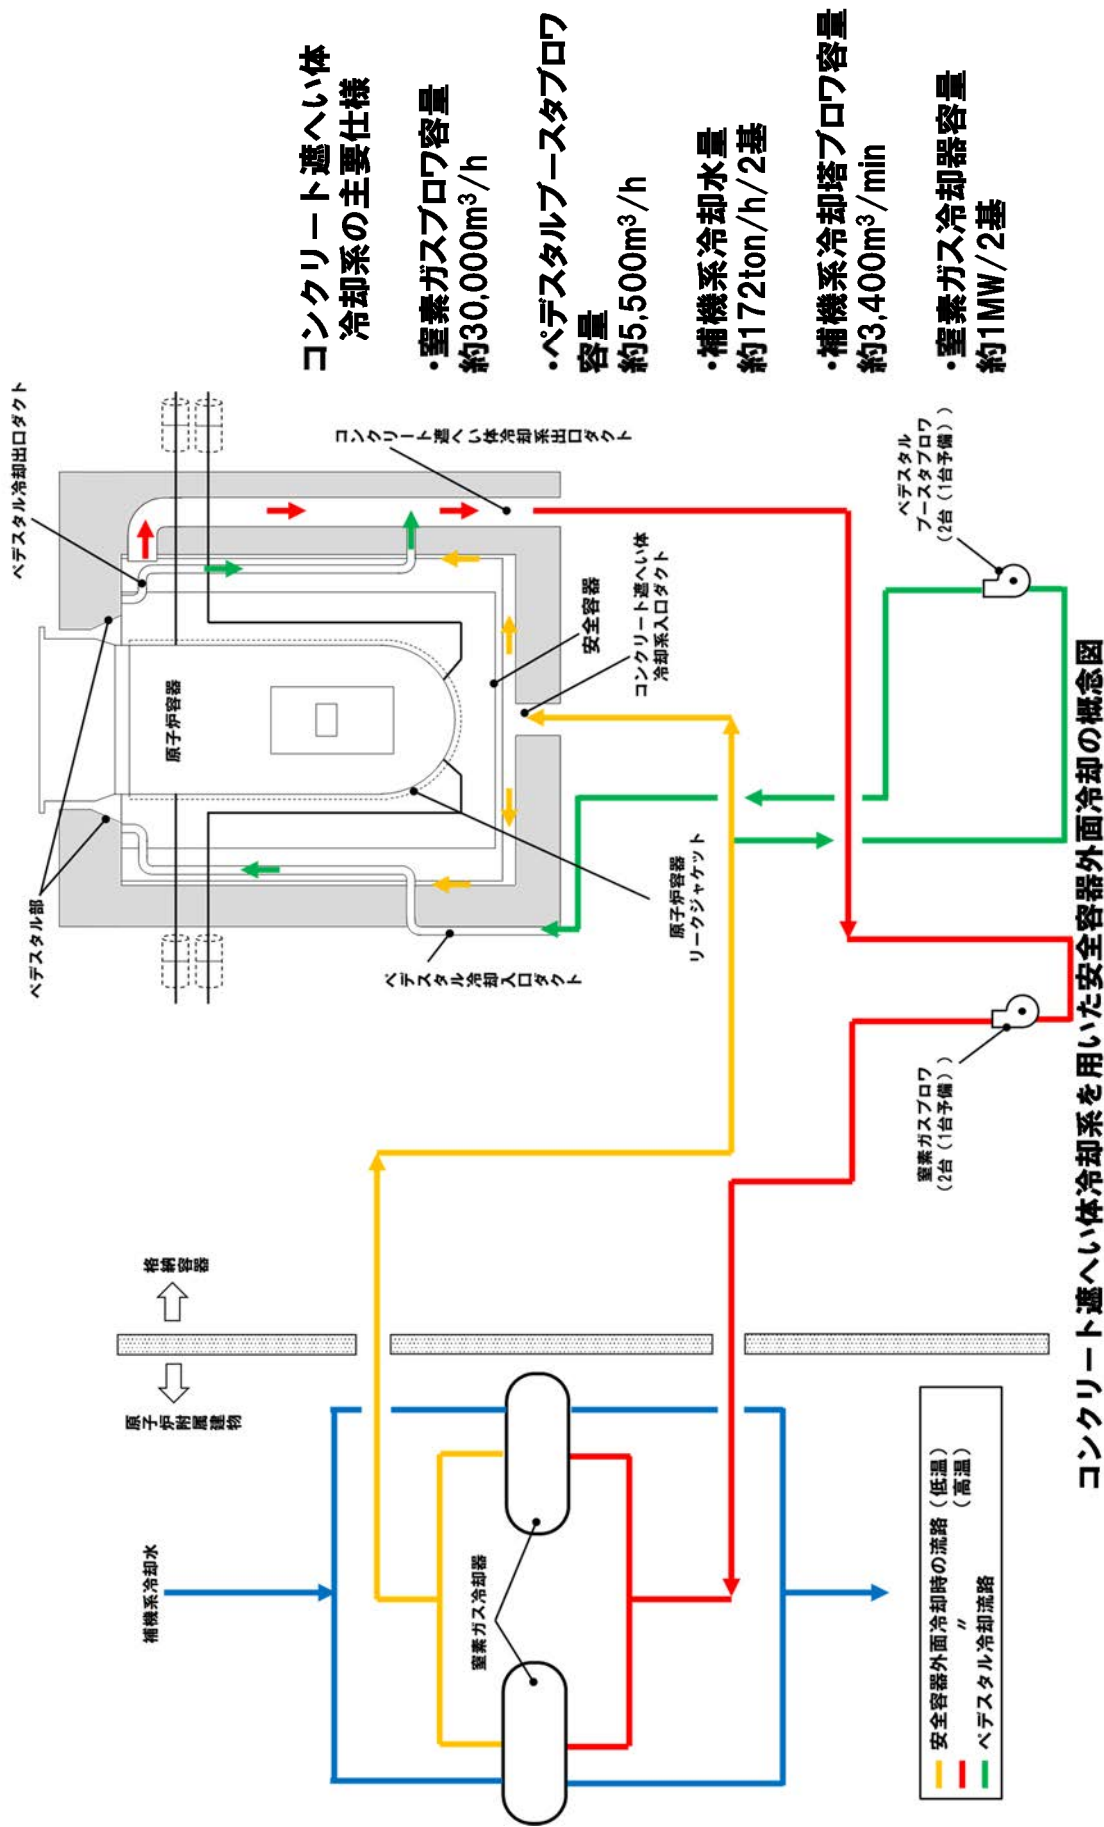 コンクリート遮へい体
冷却系の主要仕様
・窒素ガスブロワ容量
約30,000m³/h
・ペデスタルブースタブロワ
容量
約5,500m³/h
・補機系冷却水量
約172ton/h/2基
・補機系冷却塔ブロワ容量
約3,400m³/min
・窒素ガス冷却器容量
約1MW/2基
ペデスタル冷却出口ダクト
コンクリート遮へい体冷却系出口ダクト
ペデスタル
ブースタブロワ
(2台(1台予備))
原子炉容器
安全容器
コンクリート遮へい体
冷却系入口ダクト
ペデスタル部
ペデスタル冷却入口ダクト
原子炉容器
リークジャケット
窒素ガスブロワ
(2台(1台予備))
格納容器
原子炉附属建物
補機系冷却水
窒素ガス冷却器
安全容器外面冷却時の流路(低温)
〃 (高温)
ペデスタル冷却流路
コンクリート遮へい体冷却系を用いた安全容器外面冷却の概念図